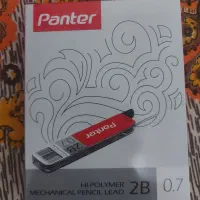 Panter
Panter
2B
HI-POLYMER
MECHANICAL PENCIL LEAD 2B 0.7